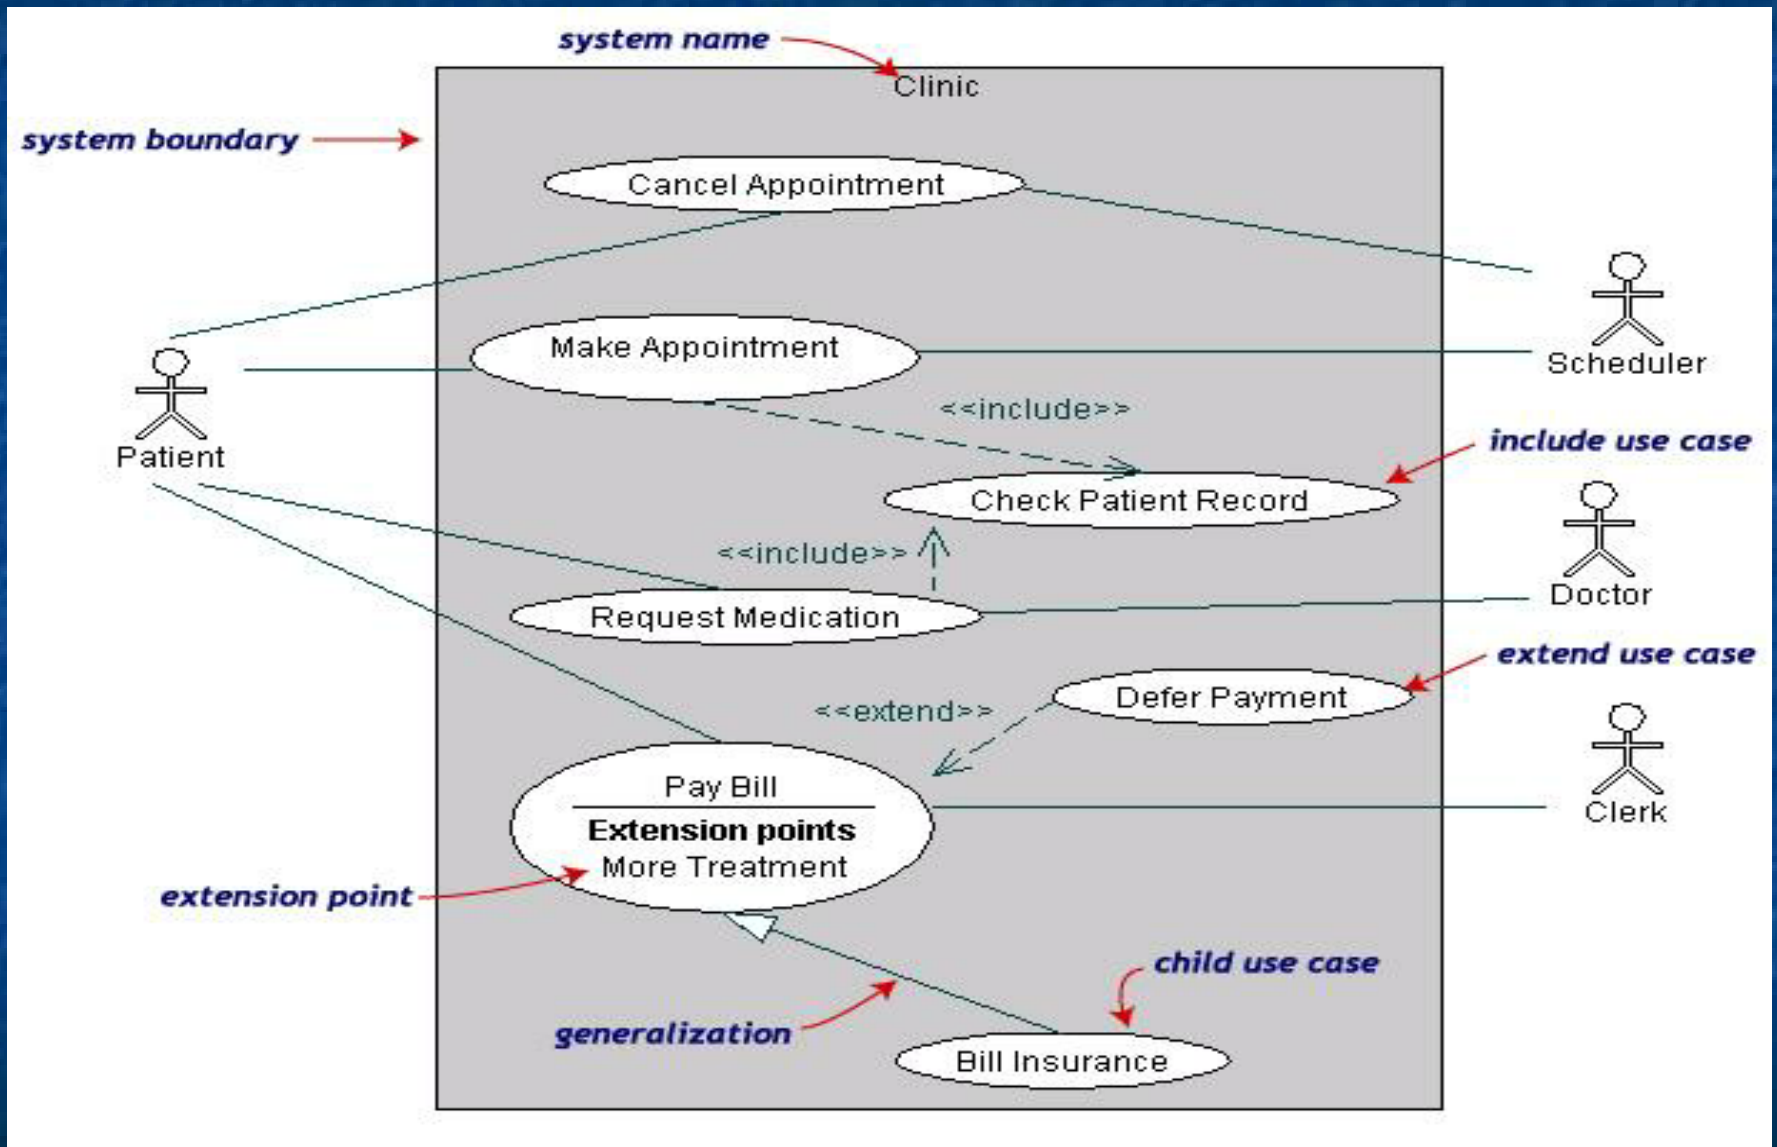 system name
Clinic
system boundary
Cancel Appointment
Make Appointment
Scheduler
<<include>>
Patient
include use case
Check Patient Record
<<include>>
Doctor
Request Medication
extend use case
Defer Payment
<<extend>>
Pay Bill
Clerk
Extension points
More Treatment
extension point
child use case
generalization
Bill Insurance